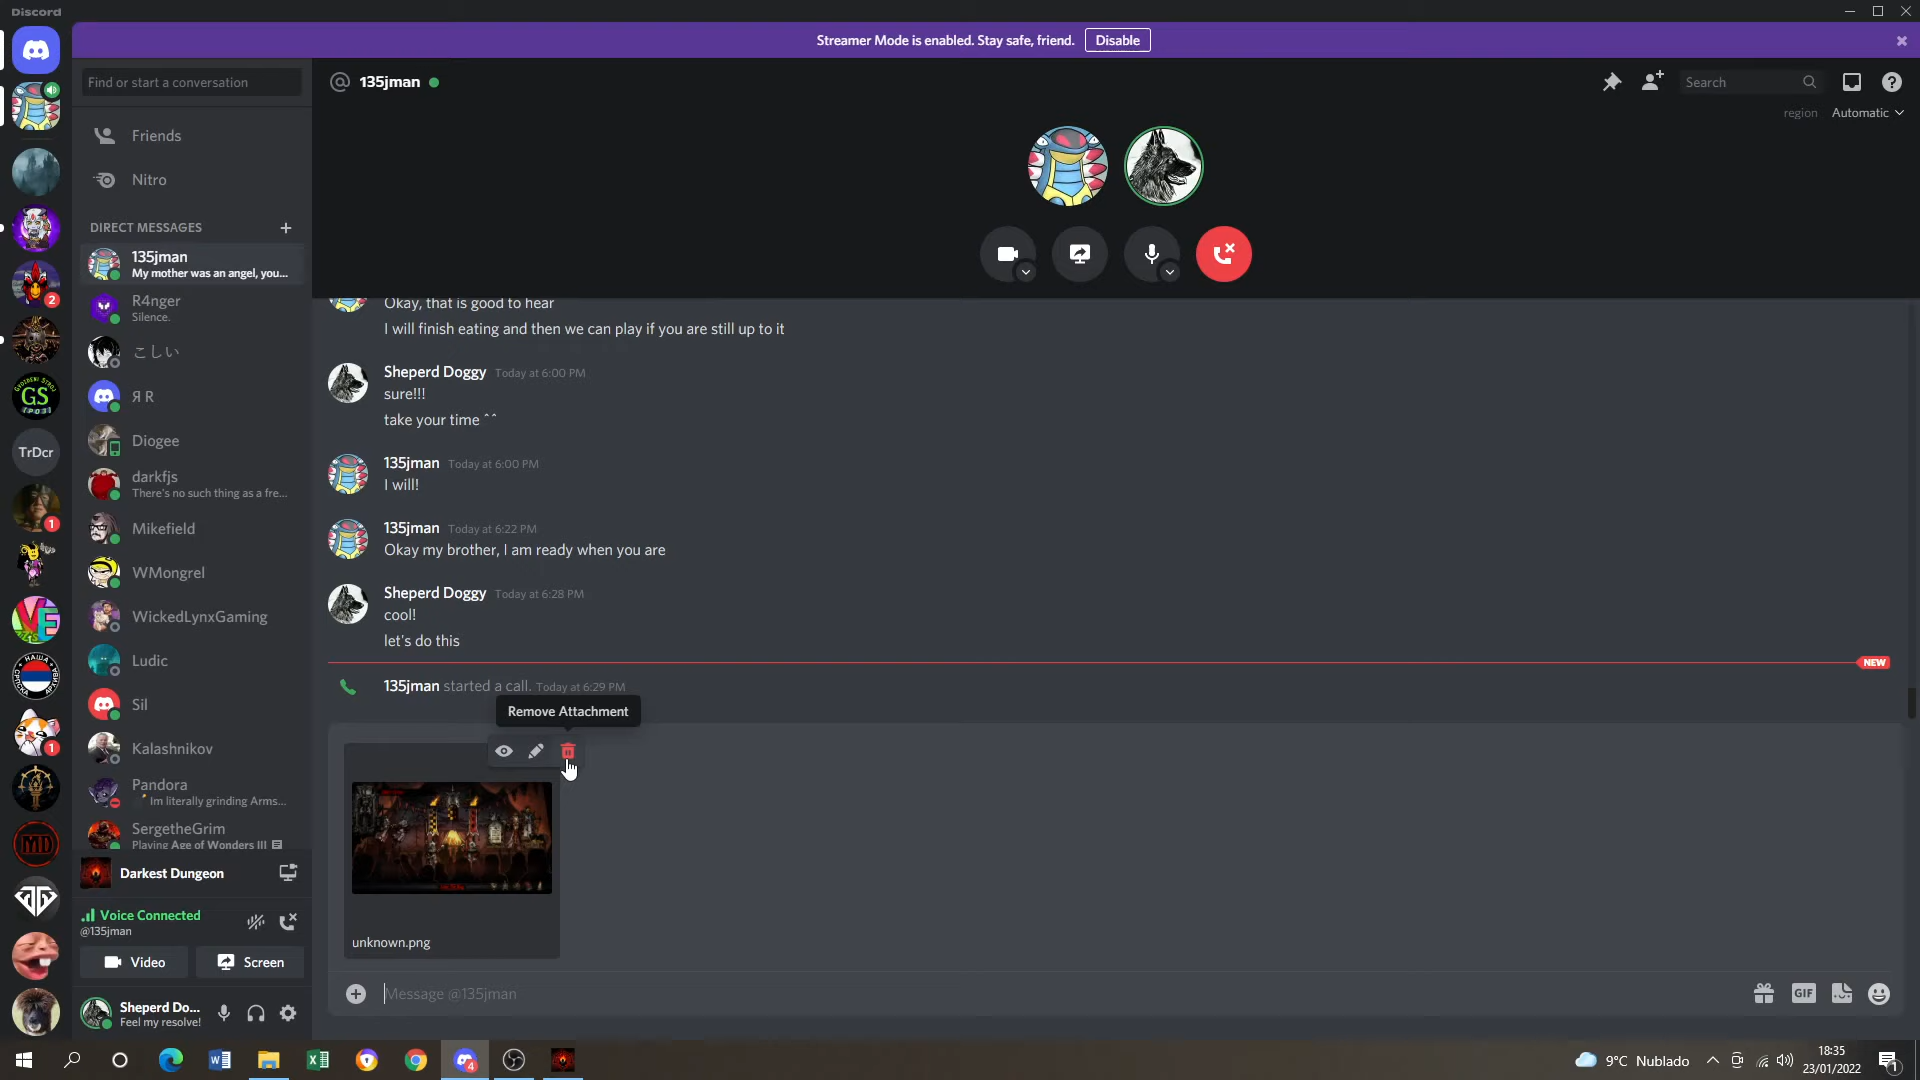 Discord
Streamer Mode is enabled. Stay safe, friend. Disable
Find or start a conversation
135jman
Search
region Automatic
Friends
Nitro
DIRECT MESSAGES
135jman
My mother was an angel, you...
R4nger
Silence.
こしい
Я R
Diogee
darkfjs
There's no such thing as a fre...
Mikefield
WMongrel
WickedLynxGaming
Ludic
Sil
Kalashnikov
Pandora
Im literally grinding Arms...
SergetheGrim
Playing Age of Wonders III
2
GS
TrDcr
1
1
MD
Okay, that is good to hear
I will finish eating and then we can play if you are still up to it
Sheperd Doggy Today at 6:00 PM
sure!!!
take your time ^^
135jman Today at 6:00 PM
I will!
135jman Today at 6:22 PM
Okay my brother, I am ready when you are
Sheperd Doggy Today at 6:28 PM
cool!
let's do this
NEW
135jman started a call. Today at 6:29 PM
Remove Attachment
unknown.png
Message @135jman
GIF
Darkest Dungeon
Voice Connected
@135jman
Video Screen
Sheperd Do...
Feel my resolve!
4
9°C Nublado
18:35
23/01/2022
1